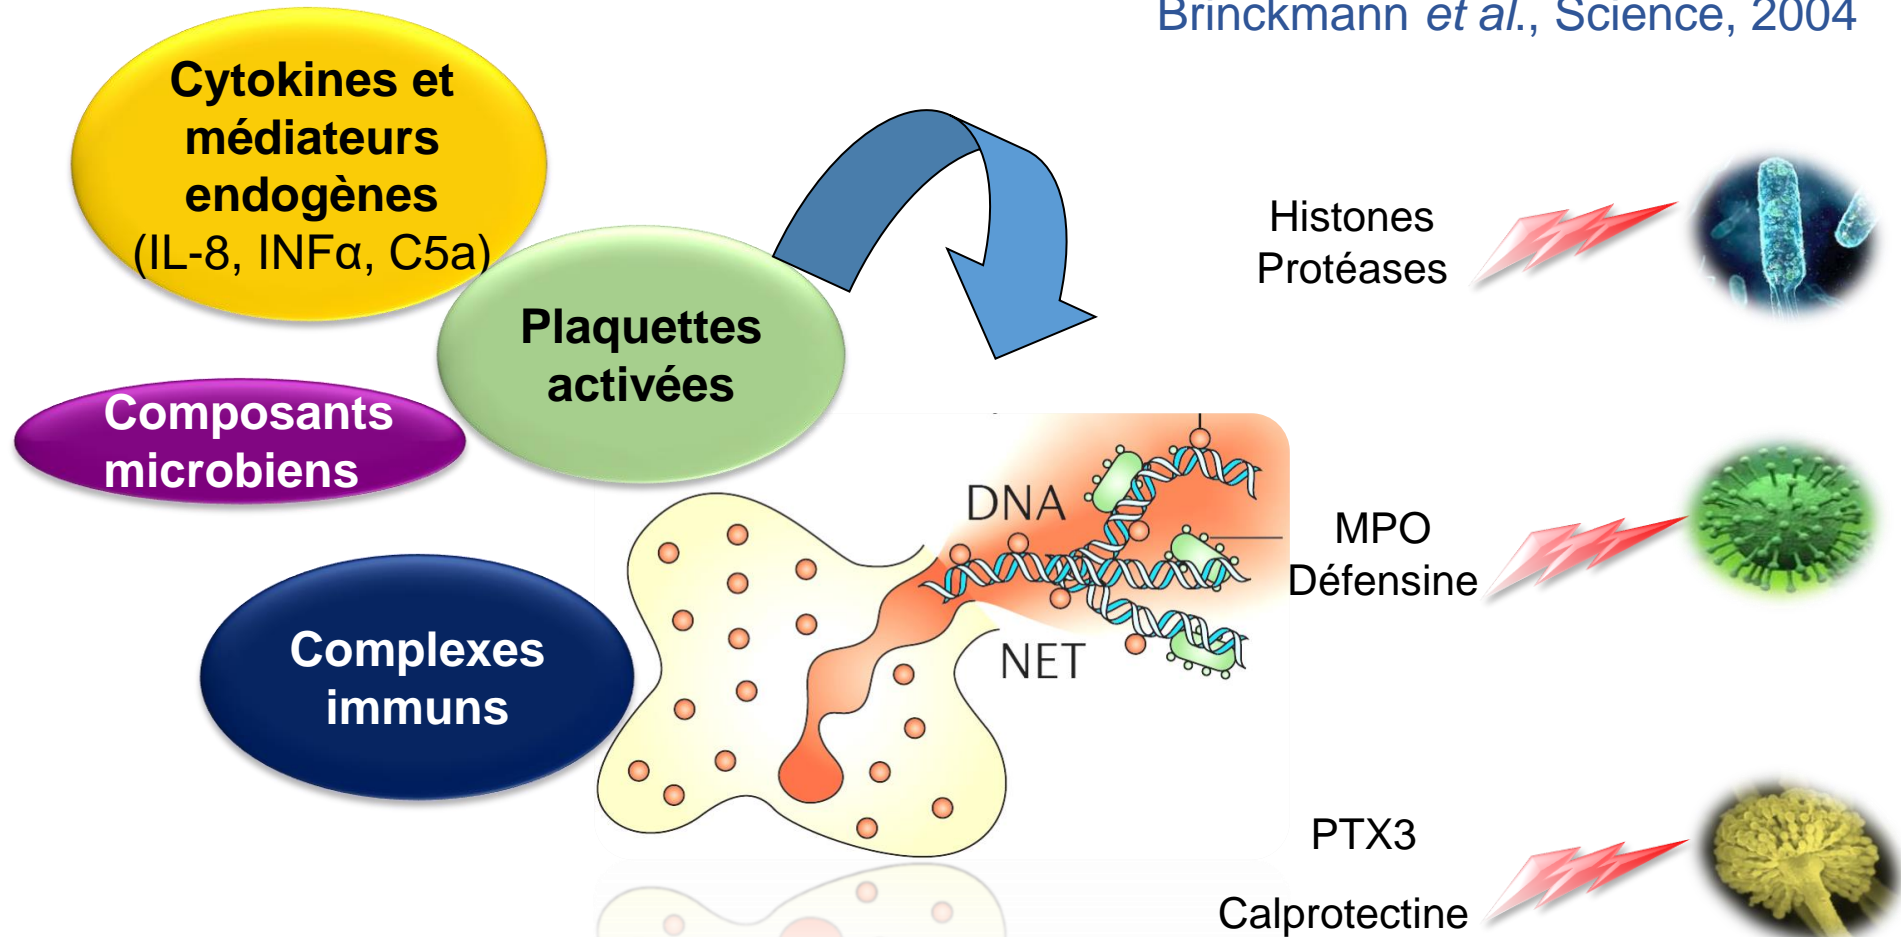 Brinckmann et al., Science, 2004
Cytokines et
médiateurs
endogènes
(IL-8, INFα, C5a)
Plaquettes
activées
Composants
microbiens
Complexes
immuns
DNA
NET
Histones
Protéases
MPO
Défensine
PTX3
Calprotectine